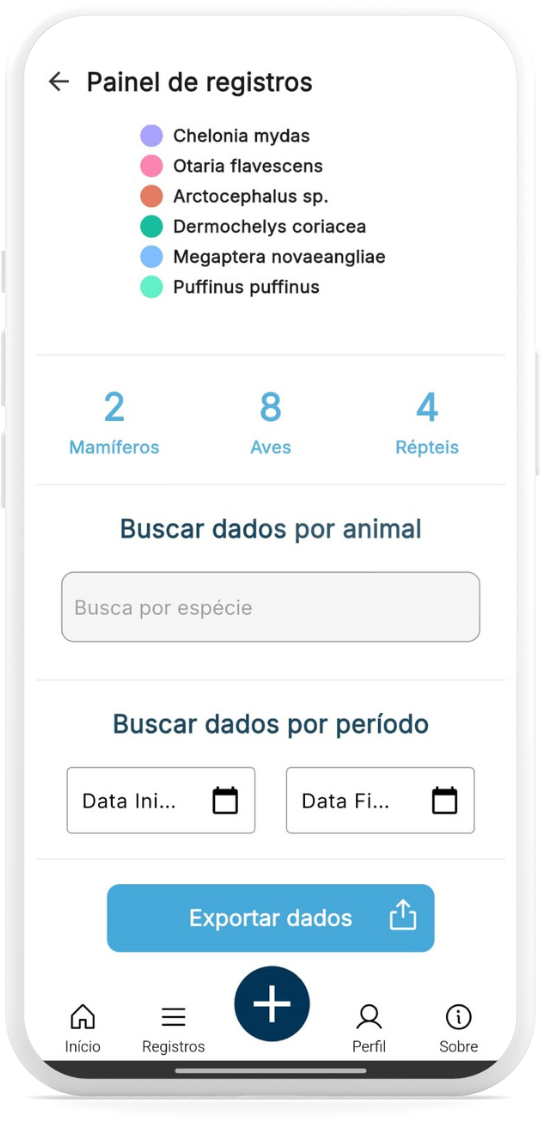 Painel de registros
Chelonia mydas
Otaria flavescens
Arctocephalus sp.
Dermochelys coriacea
Megaptera novaeangliae
Puffinus puffinus
2 8 4
Mamíferos Aves Répteis
Buscar dados por animal
Busca por espécie
Buscar dados por período
Data Ini... Data Fi...
Exportar dados
Início Registros Perfil Sobre